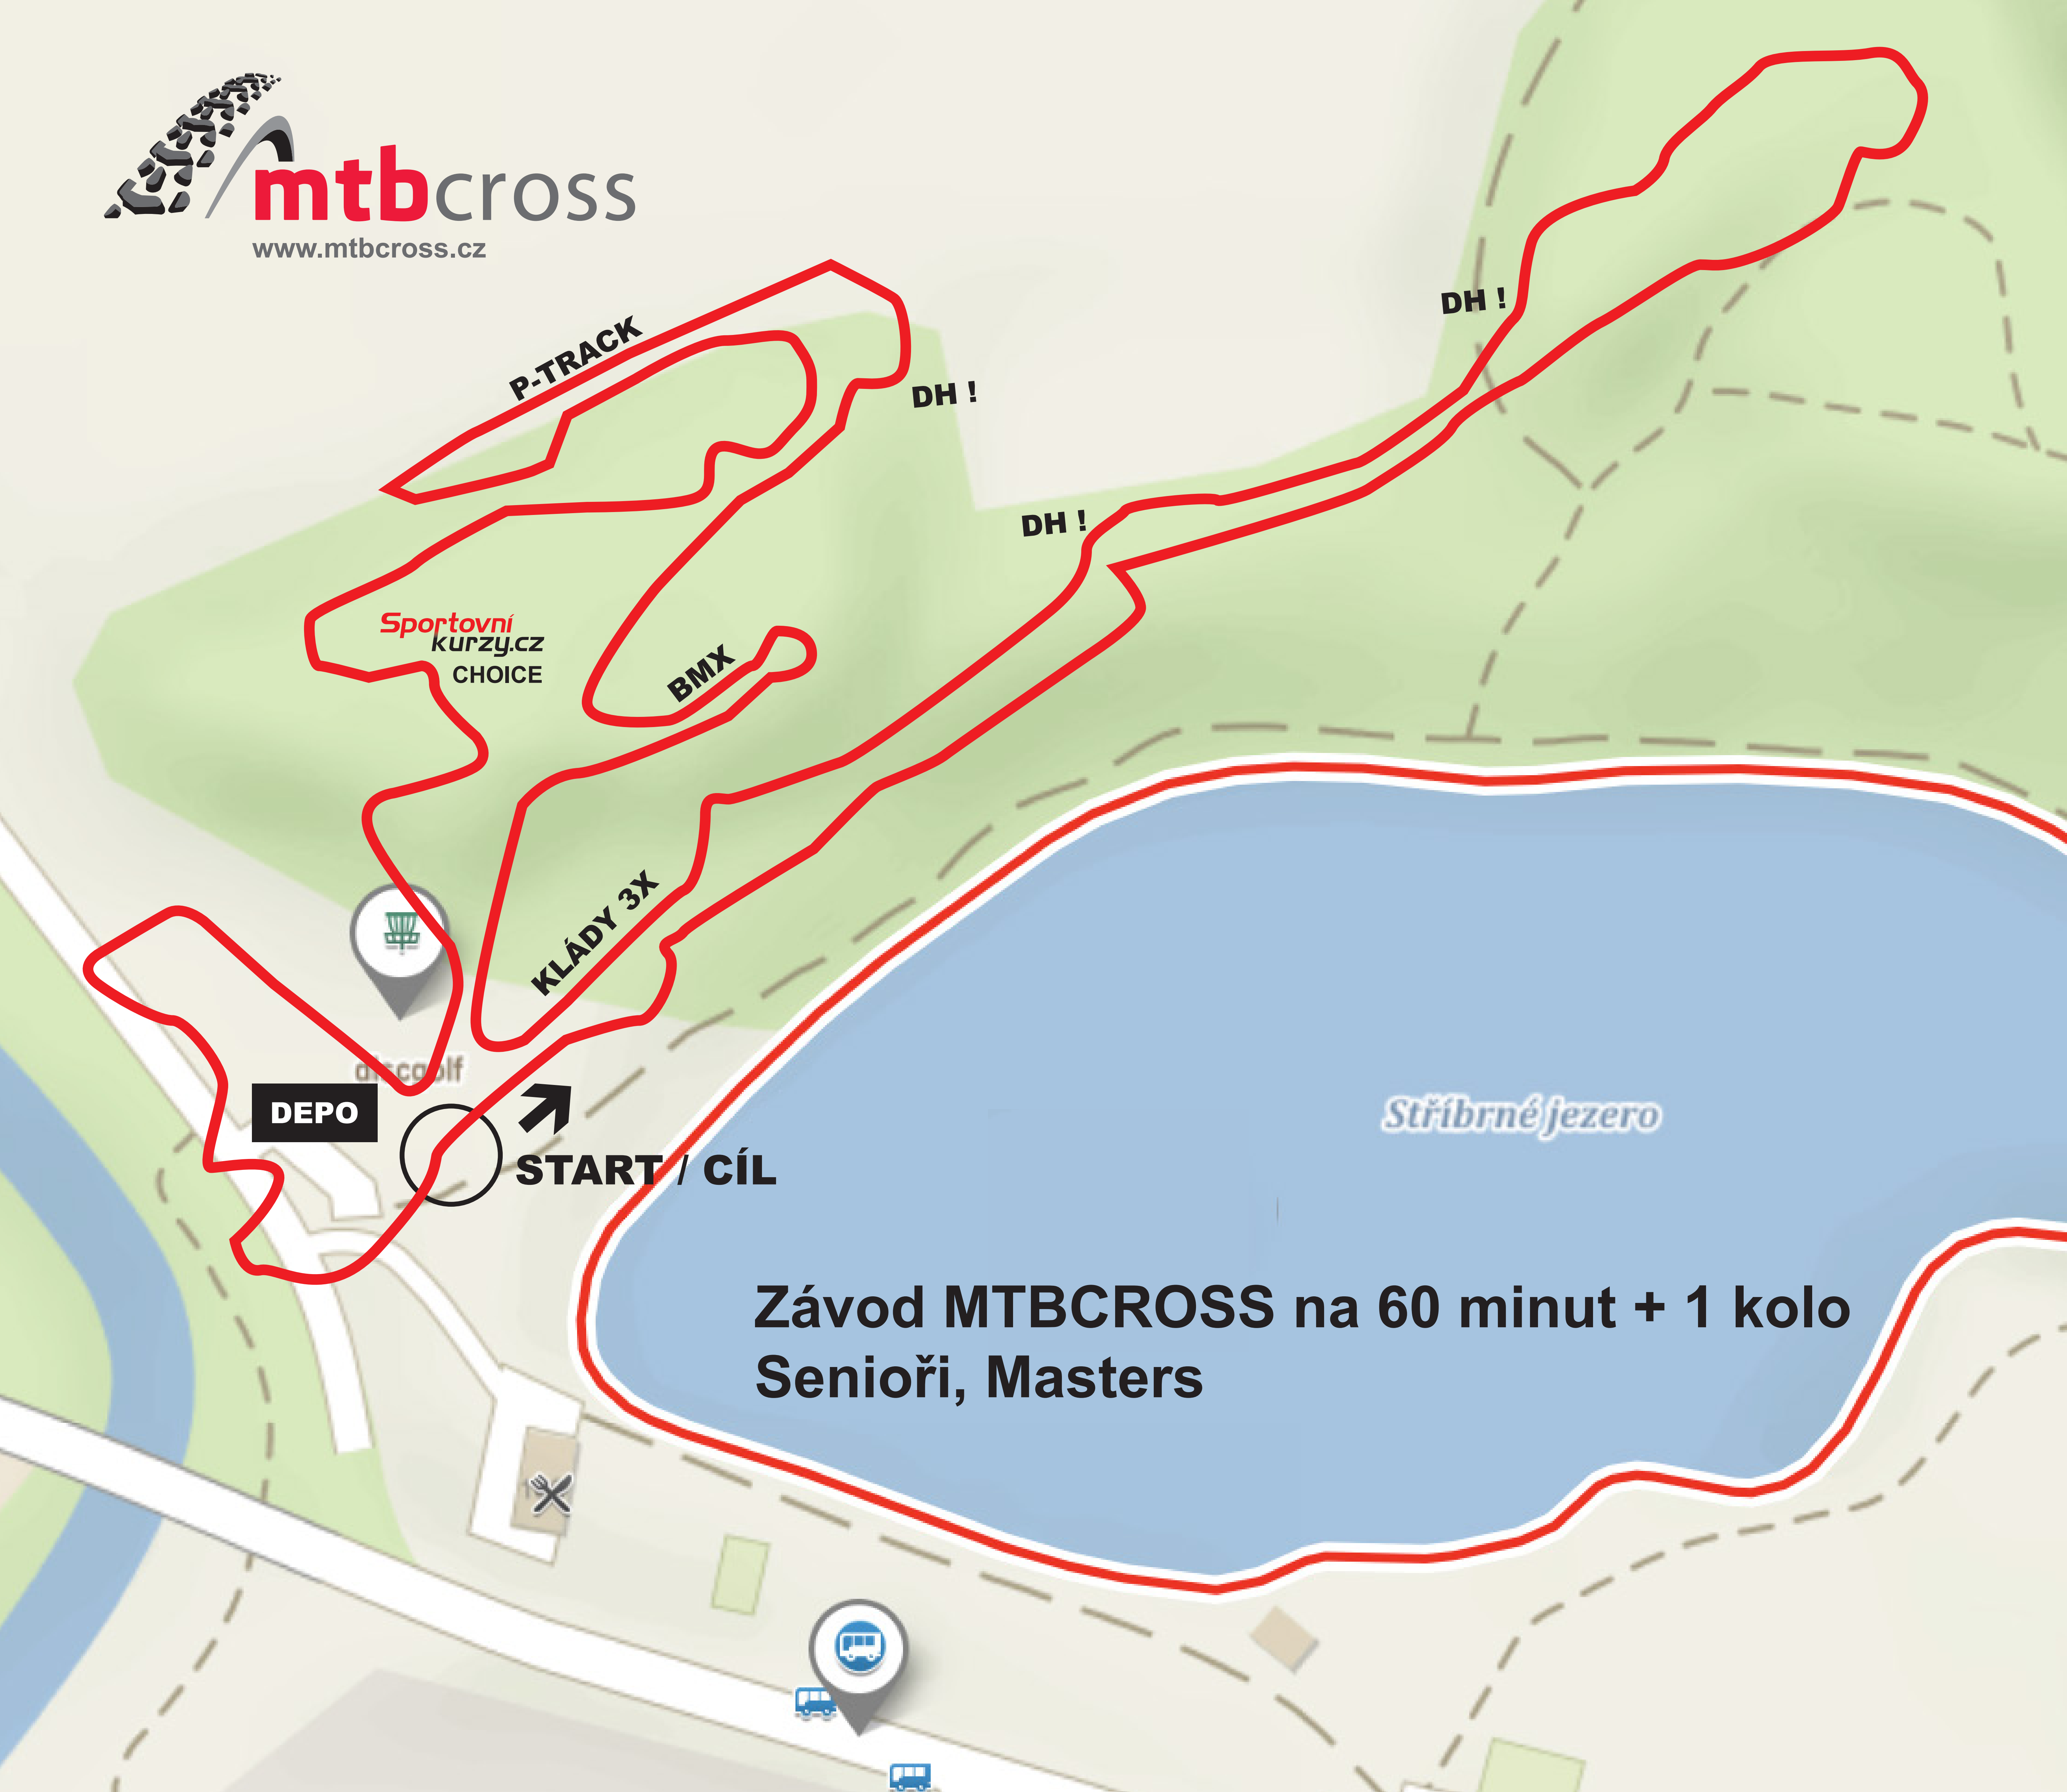 mtbcross
www.mtbcross.cz
P-TRACK
DH !
DH !
DH !
Sportovní
kurzy.cz
CHOICE
BMX
KLÁDY 3X
discgolf
DEPO
START / CÍL
Stříbrné jezero
Závod MTBCROSS na 60 minut + 1 kolo
Senioři, Masters